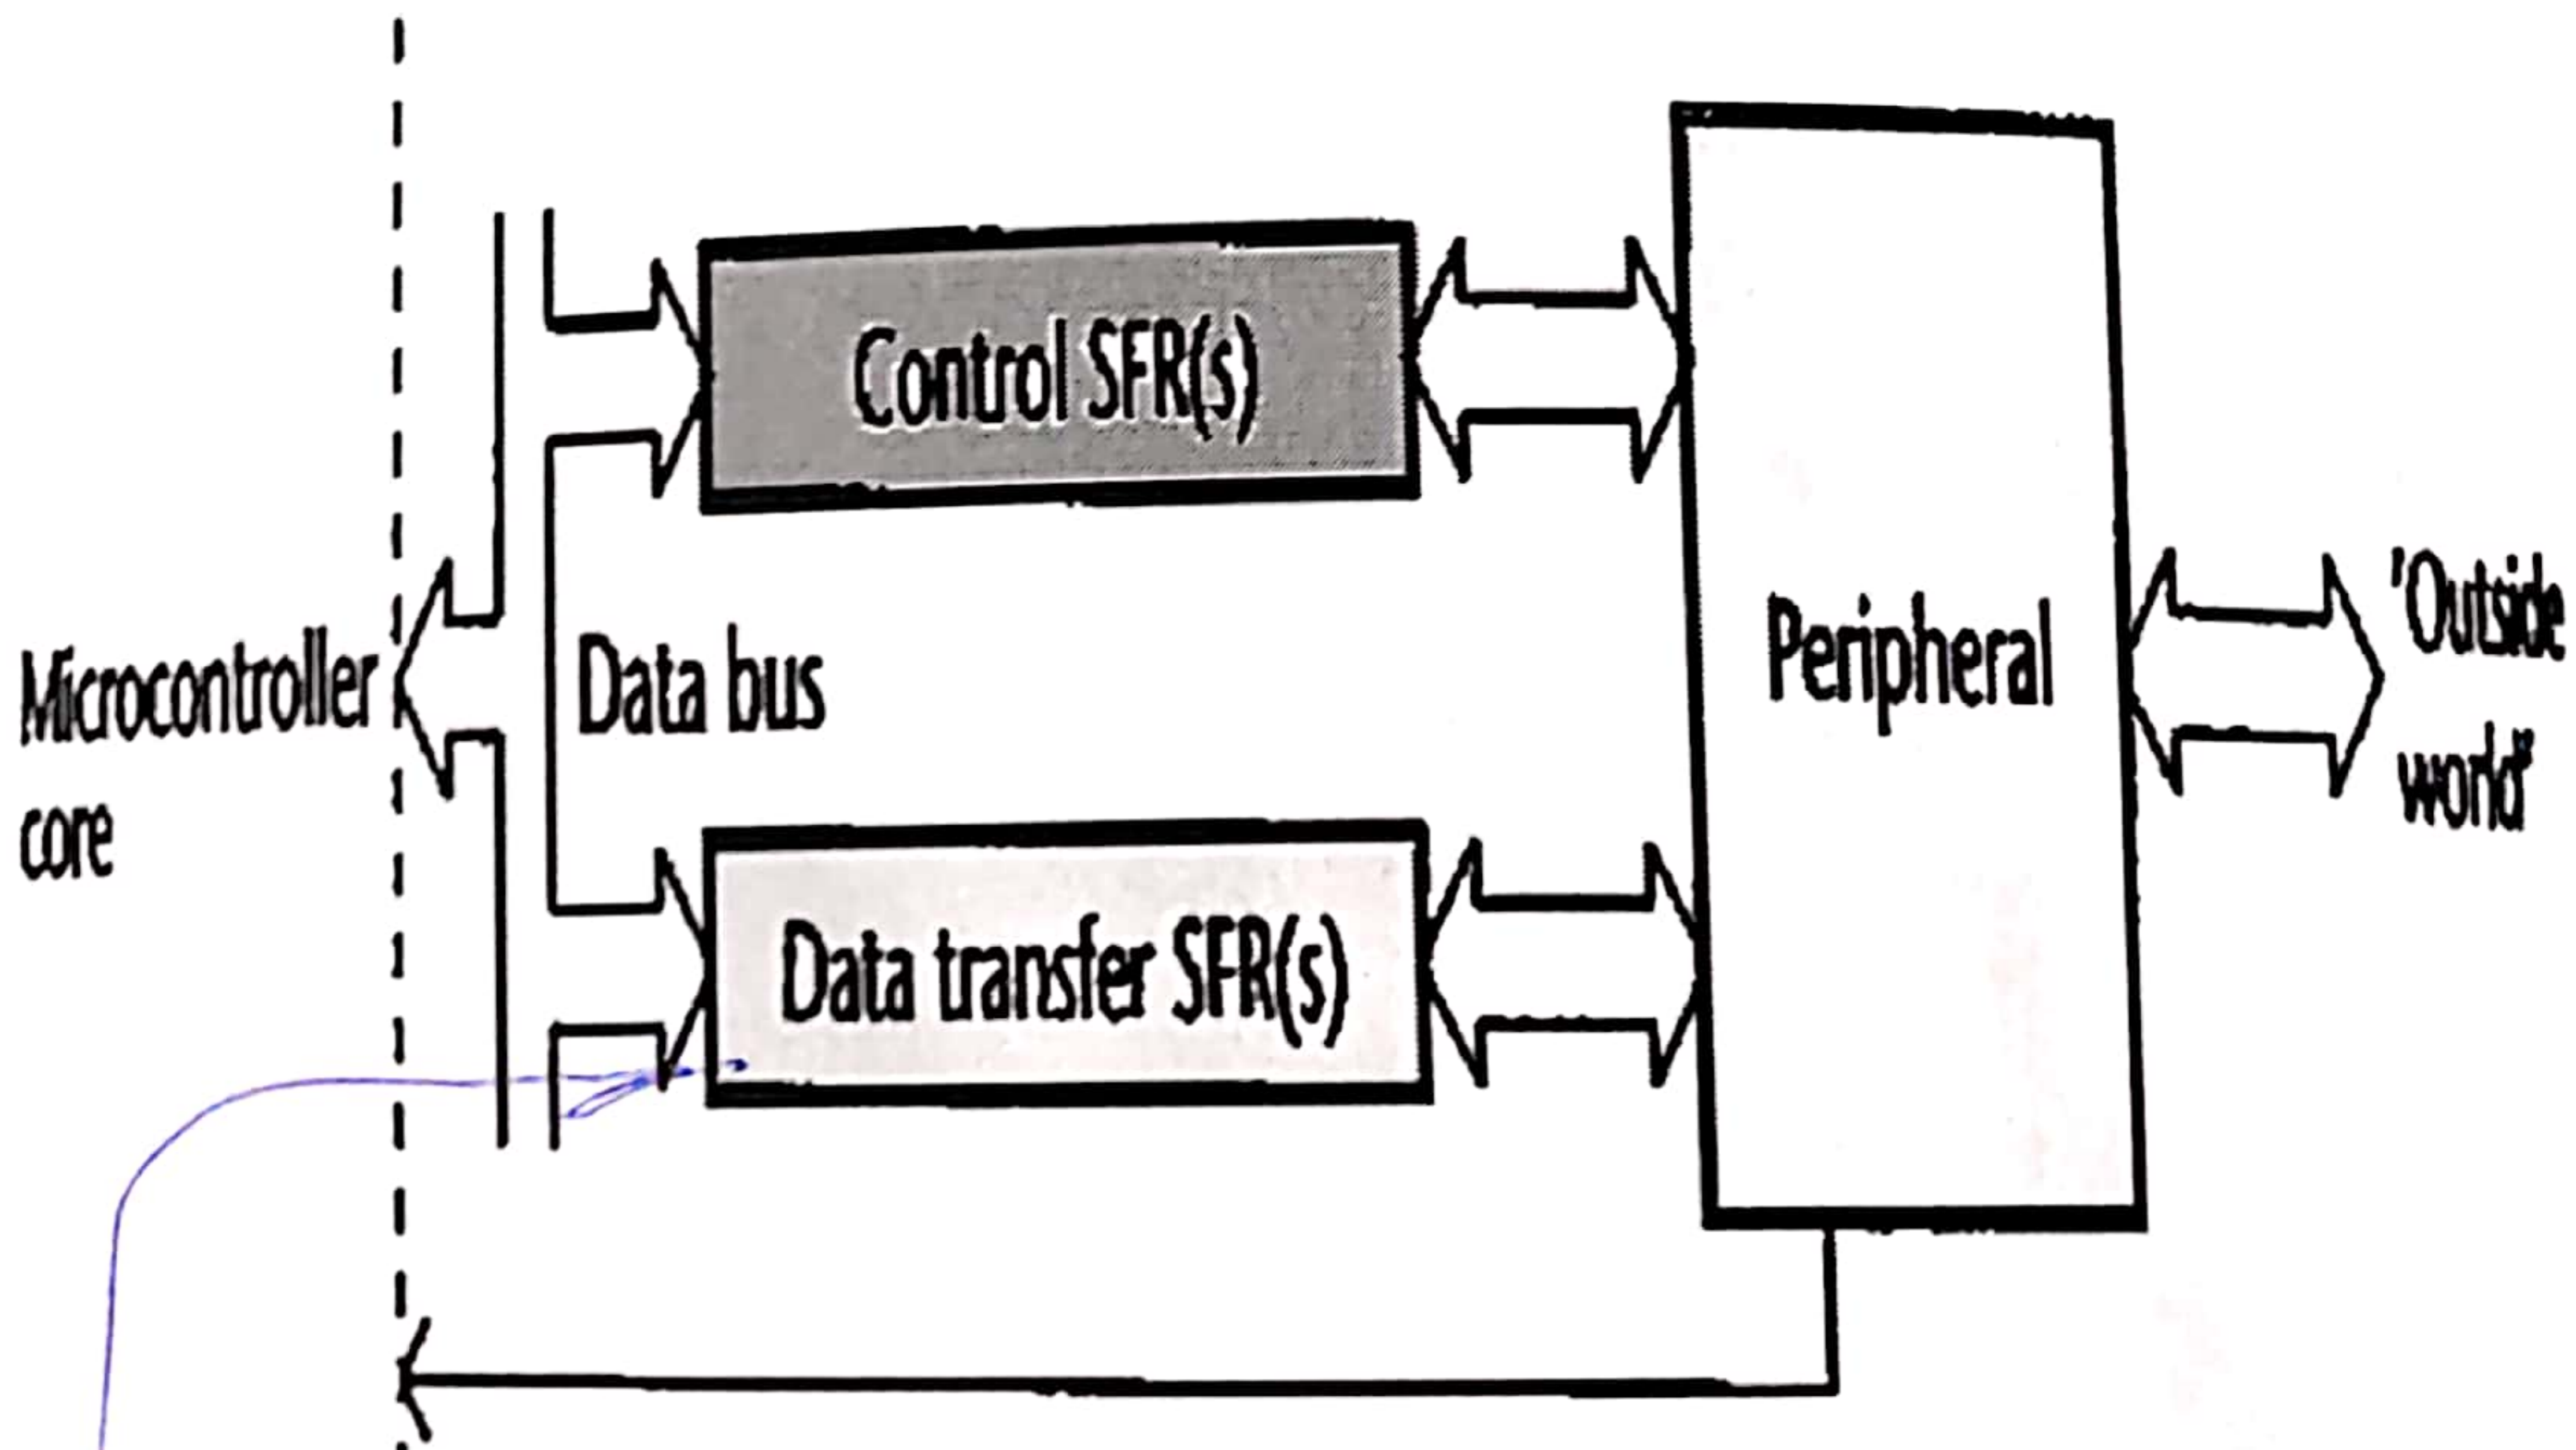 Control SFR(s)
Microcontroller
core
Data bus
Peripheral
'Outside
world'
Data transfer SFR(s)